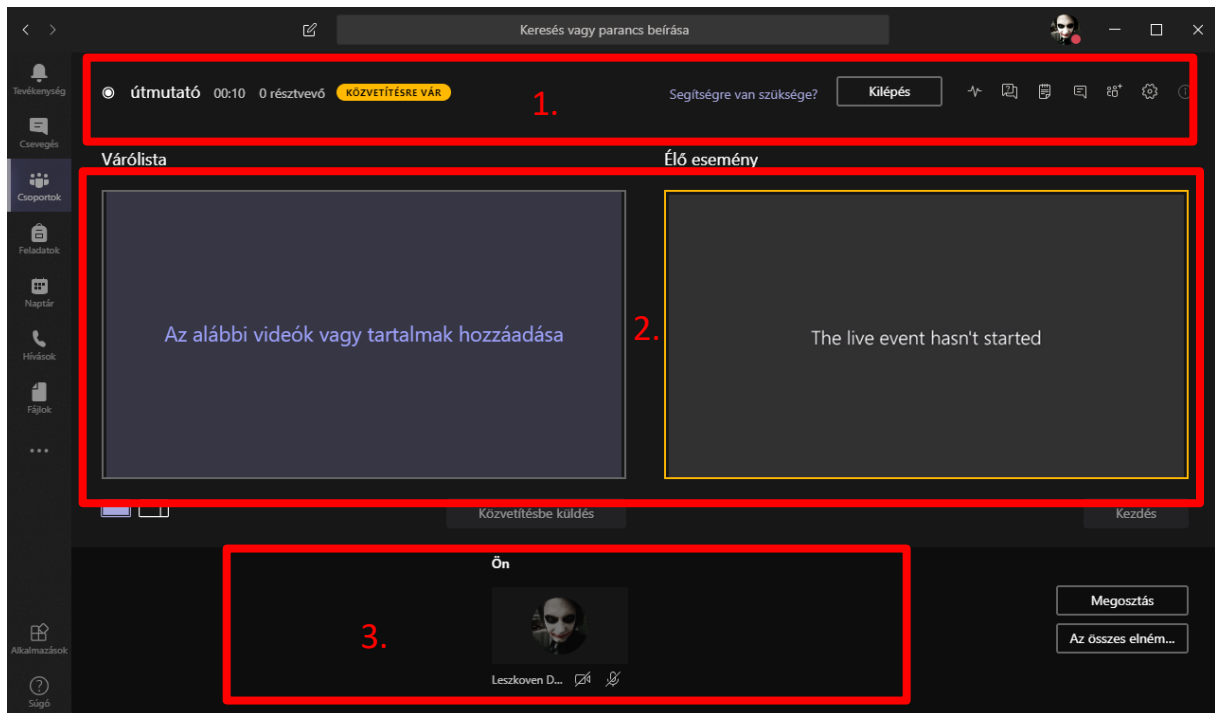 Keresés vagy parancs beírása
Tevékenység
Csevegés
Csoportok
Feladatok
Naptár
Hívások
Fájlok
Alkalmazások
Súgó
útmutató 00:10 0 résztvevő KÖZVETÍTÉSRE VÁR
1.
Segítségre van szüksége? Kilépés
Várólista
Élő esemény
Az alábbi videók vagy tartalmak hozzáadása
2.
The live event hasn't started
Közvetítésbe küldés
Kezdés
Ön
3.
Leszkoven D...
Megosztás
Az összes elném...